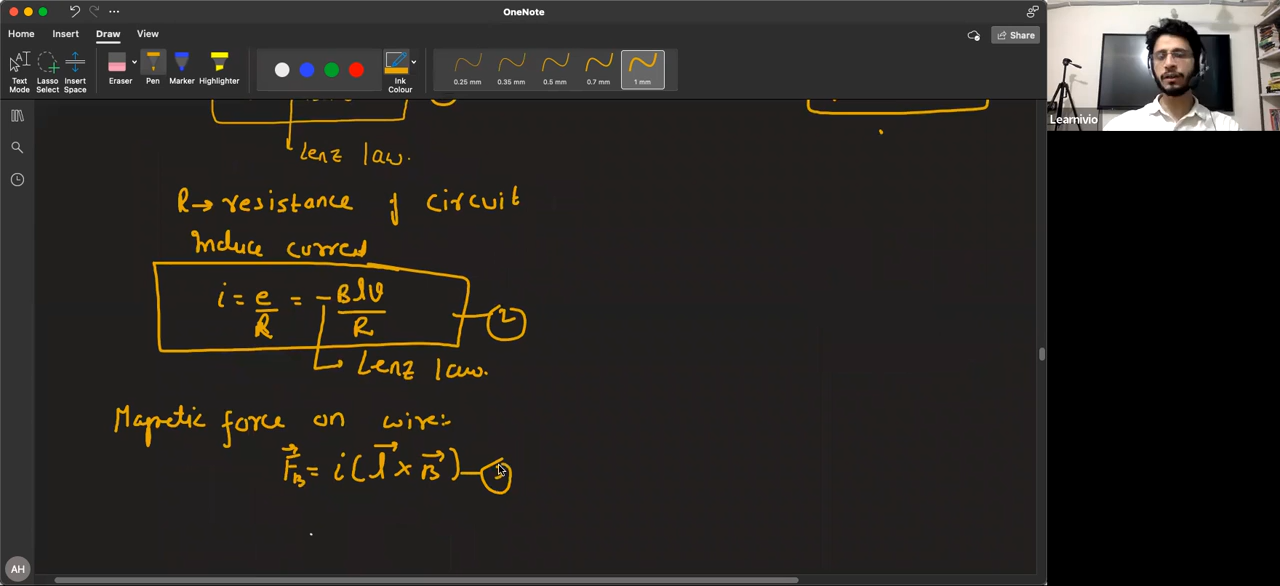 OneNote
Home Insert Draw View
Share
Text Mode
Lasso Select
Insert Space
Eraser
Pen
Marker
Highlighter
Ink Colour
0.25 mm
0.35 mm
0.5 mm
0.7 mm
1 mm
Learnivio
Lenz law.
R→ resistance of circuit
Induce current
i = e/R = -Blv/R — 2
Lenz law.
Magnetic force on wire:
F⃗B = i(l⃗ × B⃗) — 3
AH